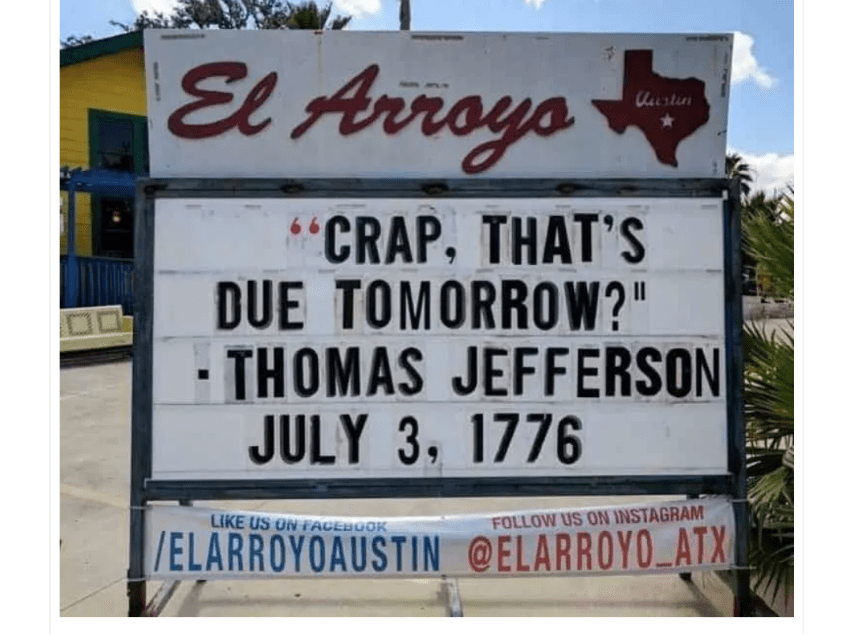 El Arroyo
Austin
“CRAP, THAT'S
DUE TOMORROW?"
- THOMAS JEFFERSON
JULY 3, 1776
LIKE US ON FACEBOOK
FOLLOW US ON INSTAGRAM
/ELARROYOAUSTIN @ELARROYO_ATX